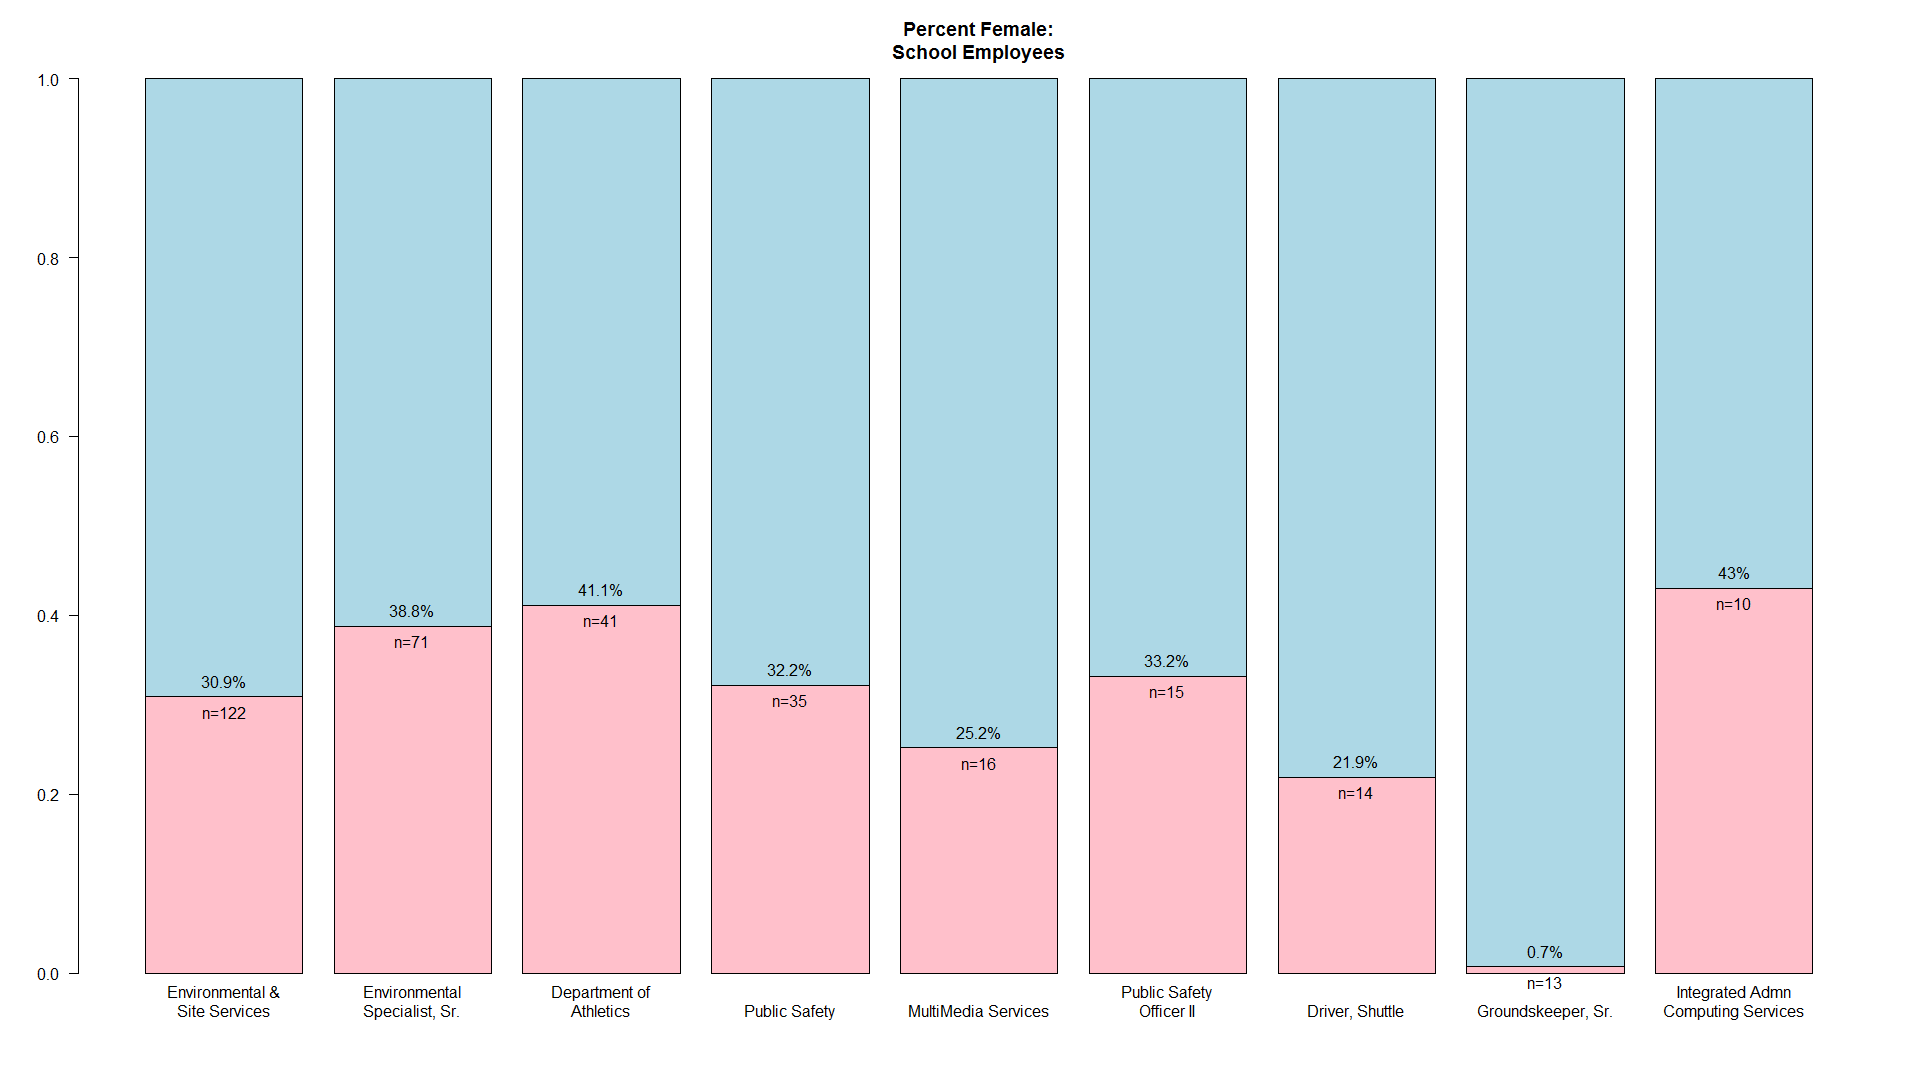 Percent Female:
School Employees
1.0
0.8
0.6
0.4
0.2
0.0
30.9%
n=122
38.8%
n=71
41.1%
n=41
32.2%
n=35
25.2%
n=16
33.2%
n=15
21.9%
n=14
0.7%
n=13
43%
n=10
Environmental &
Site Services
Environmental
Specialist, Sr.
Department of
Athletics
Public Safety
MultiMedia Services
Public Safety
Officer II
Driver, Shuttle
Groundskeeper, Sr.
Integrated Admn
Computing Services